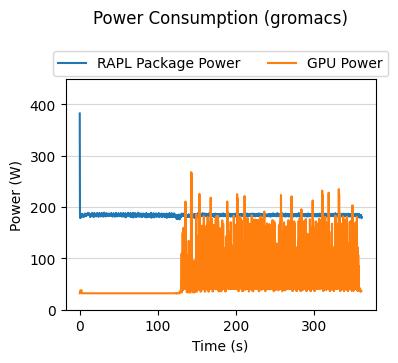 Power Consumption (gromacs)
RAPL Package Power GPU Power
400
300
200
100
0
Power (W)
0 100 200 300
Time (s)